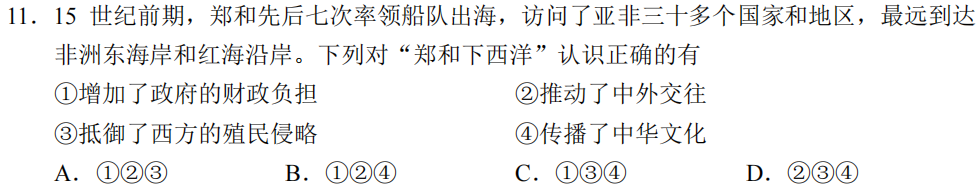 11．15 世纪前期，郑和先后七次率领船队出海，访问了亚非三十多个国家和地区，最远到达
非洲东海岸和红海沿岸。下列对“郑和下西洋”认识正确的有
①增加了政府的财政负担 ②推动了中外交往
③抵御了西方的殖民侵略 ④传播了中华文化
A．①②③ B．①②④ C．①③④ D．②③④